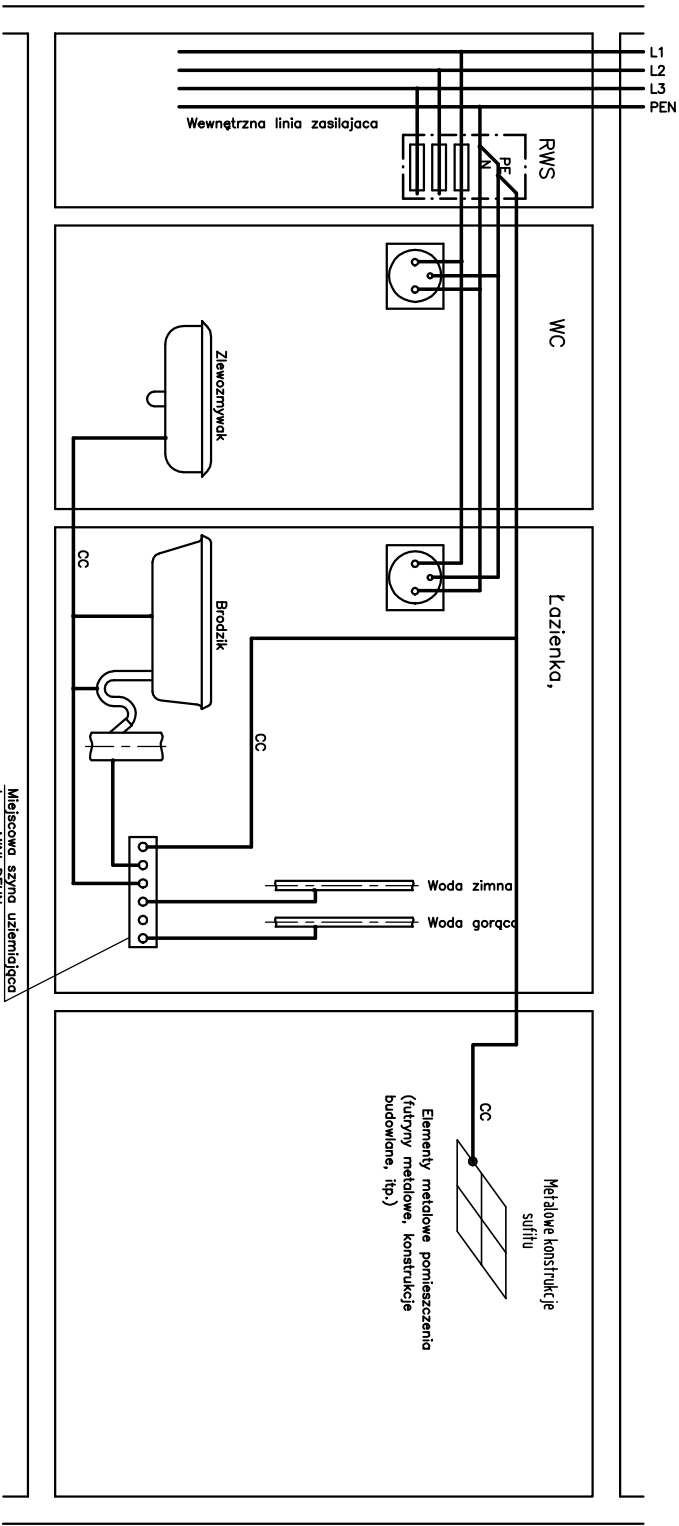 L1
L2
L3
PEN
Wewnętrzna linia zasilajaca
RWS
PE
N
WC
Zlewozmywak
CC
Łazienka,
Brodzik
CC
Woda zimna
Woda gorąca
Miejscowa szyna uziemiająca
CC
Metalowe konstrukcje
sufitu
Elementy metalowe pomieszczenia
(futryny metalowe, konstrukcje
budowlane, itp.)